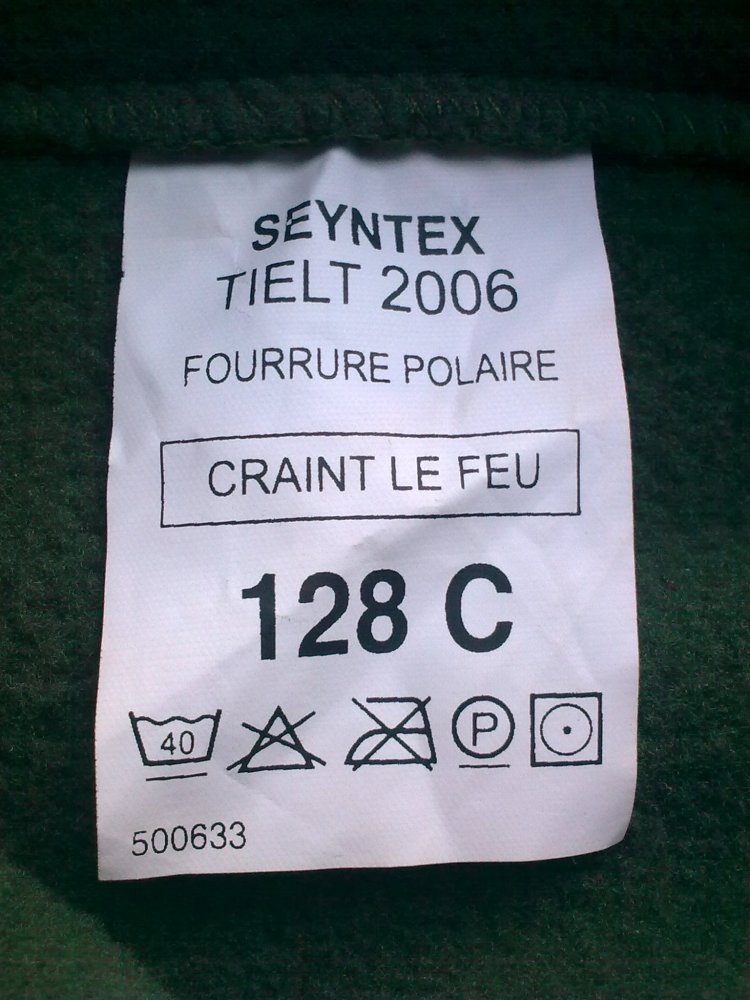 SEYNTEX
TIELT 2006
FOURRURE POLAIRE
CRAINT LE FEU
128 C
40 P
500633